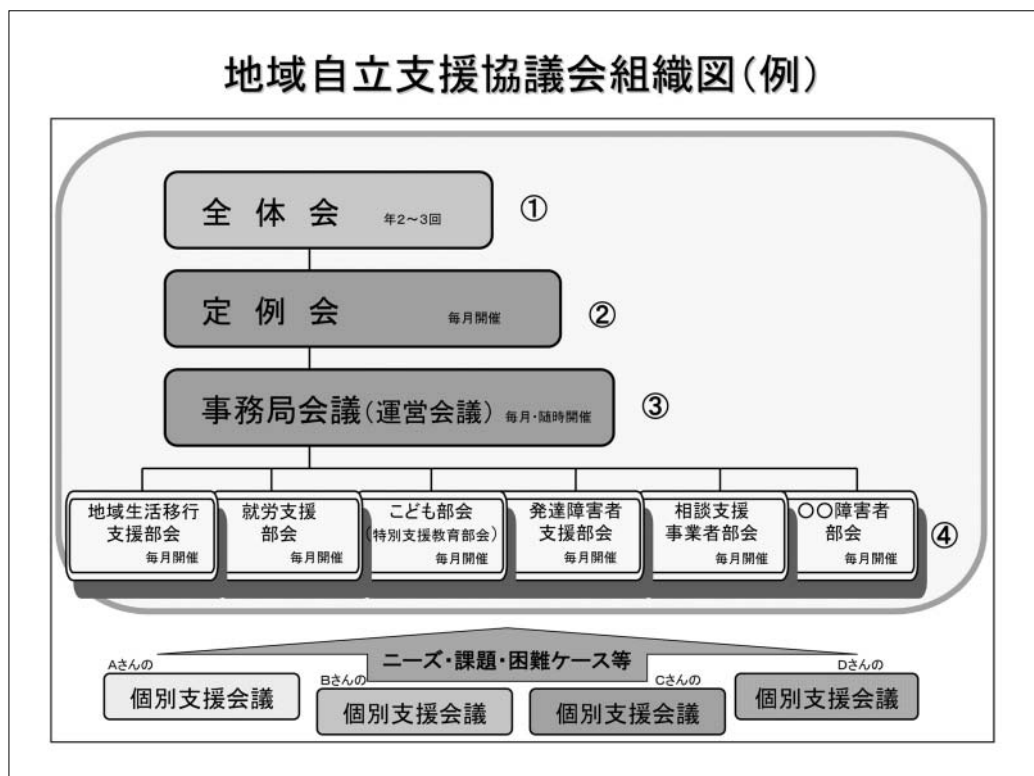 地域自立支援協議会組織図(例)
全体会 年2～3回
①
定例会 毎月開催
②
事務局会議(運営会議) 毎月・随時開催
③
地域生活移行
支援部会
毎月開催
就労支援
部会
毎月開催
こども部会
(特別支援教育部会)
毎月開催
発達障害者
支援部会
毎月開催
相談支援
事業者部会
毎月開催
〇〇障害者
部会
毎月開催
④
ニーズ・課題・困難ケース等
Aさんの
個別支援会議
Bさんの
個別支援会議
Cさんの
個別支援会議
Dさんの
個別支援会議